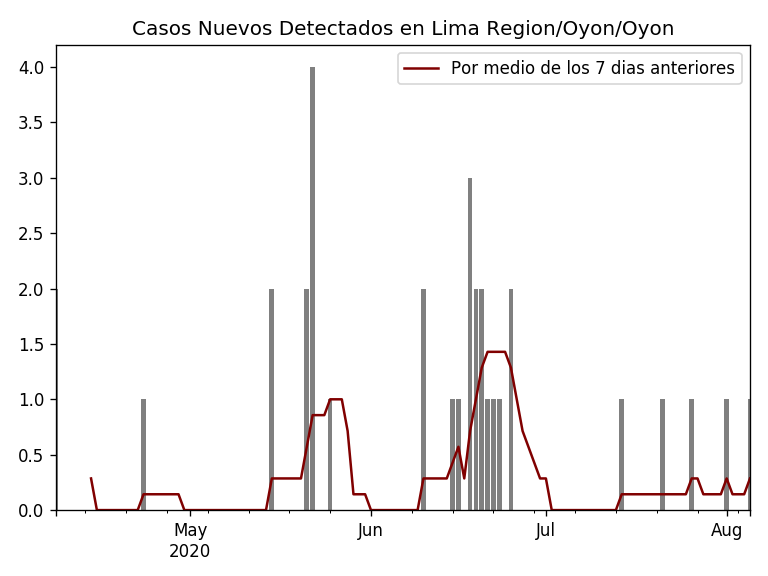 Casos Nuevos Detectados en Lima Region/Oyon/Oyon
Por medio de los 7 dias anteriores
4.0
3.5
3.0
2.5
2.0
1.5
1.0
0.5
0.0
May
2020
Jun
Jul
Aug